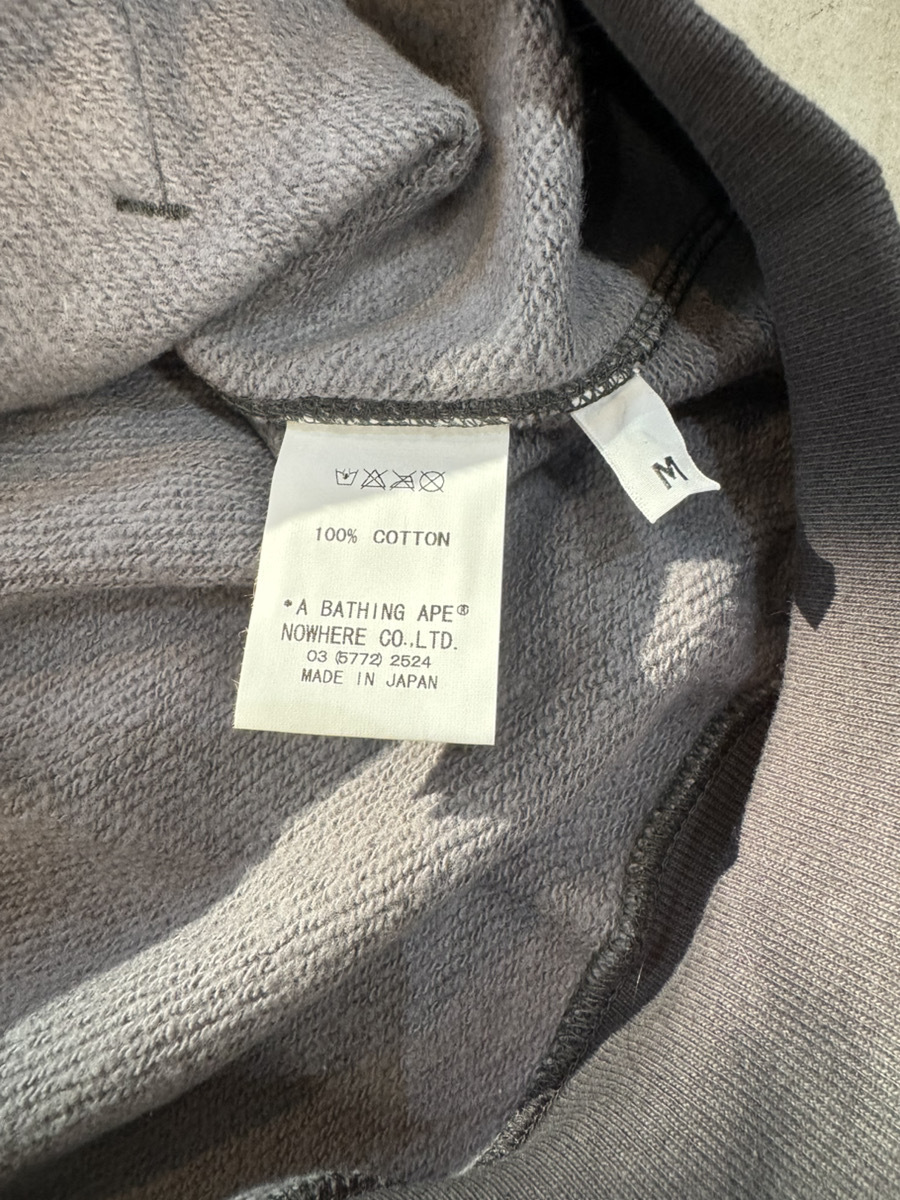 100% COTTON
*A BATHING APE®
NOWHERE CO.,LTD.
03 (5772) 2524
MADE IN JAPAN
M